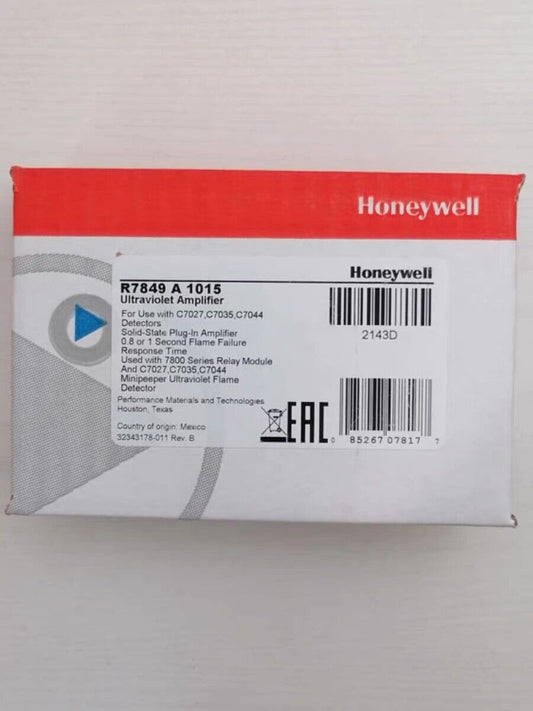 Honeywell
Honeywell
R7849 A 1015
Ultraviolet Amplifier
For Use with C7027,C7035,C7044
Detectors
Solid-State Plug-In Amplifier
0.8 or 1 Second Flame Failure
Response Time
Used with 7800 Series Relay Module
And C7027,C7035,C7044
Minipeeper Ultraviolet Flame
Detector
2143D
Performance Materials and Technologies
Houston, Texas
Country of origin: Mexico
32343178-011 Rev. B
EAC
0 85267 07817 7